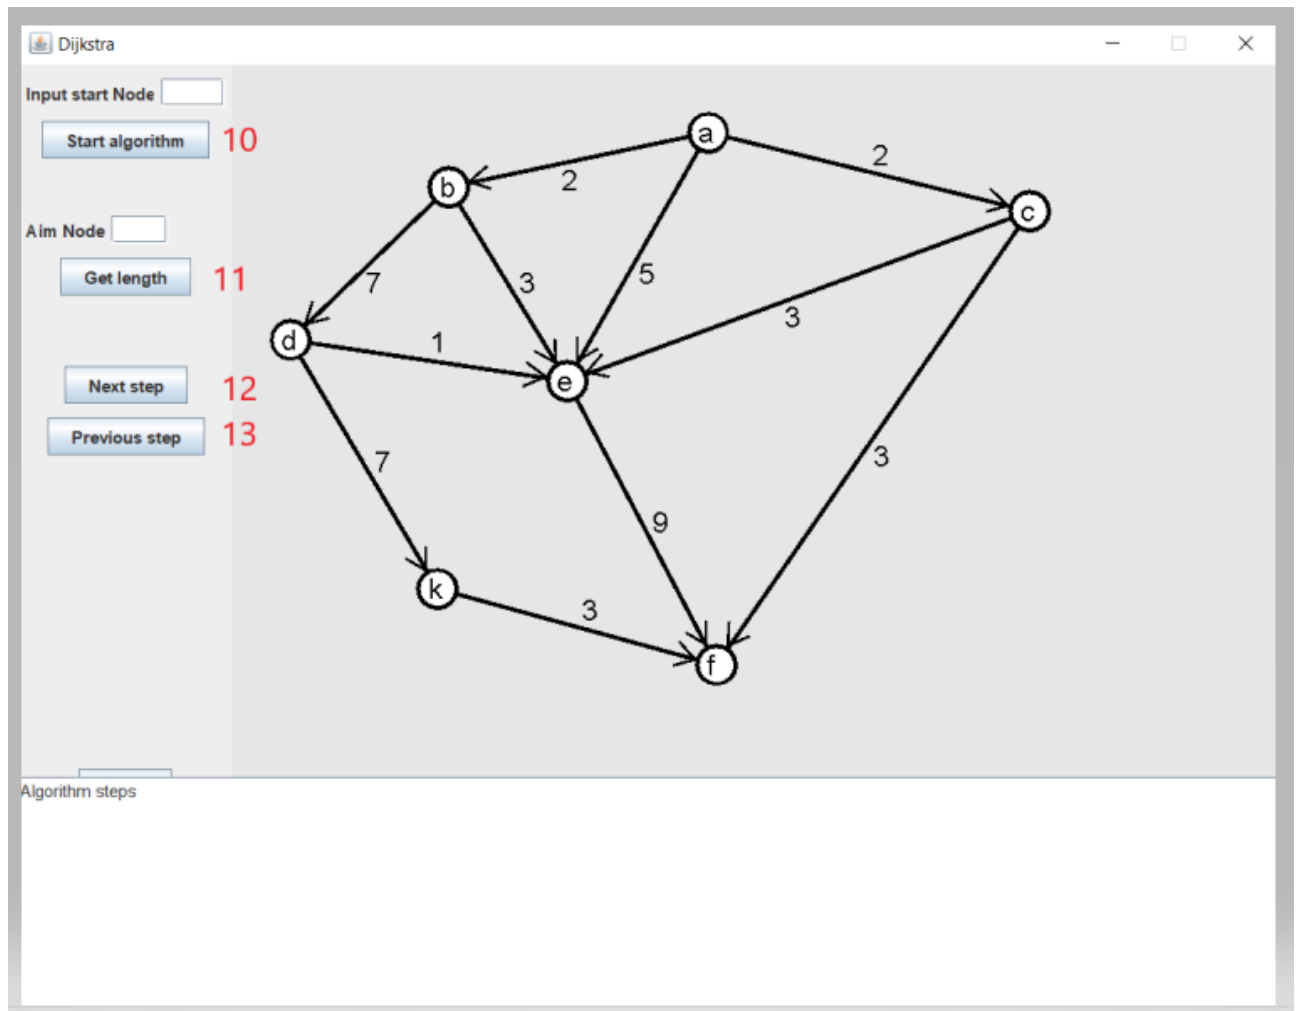 Dijkstra
Input start Node
Start algorithm 10
Aim Node
Get length 11
Next step 12
Previous step 13
a
2
2
b
c
7
3
5
3
d
1
e
7
9
3
k
3
f
Algorithm steps